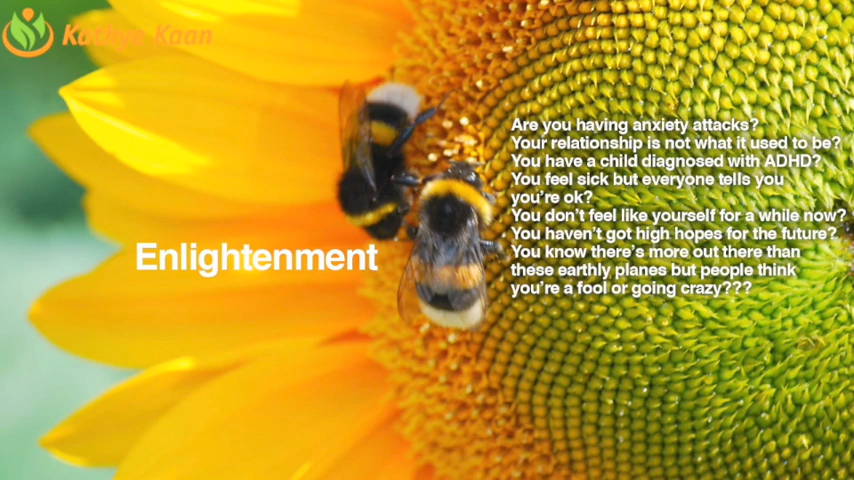 Kathye Kaan
Are you having anxiety attacks?
Your relationship is not what it used to be?
You have a child diagnosed with ADHD?
You feel sick but everyone tells you
you're ok?
You don't feel like yourself for a while now?
You haven't got high hopes for the future?
You know there's more out there than
these earthly planes but people think
you're a fool or going crazy???
Enlightenment